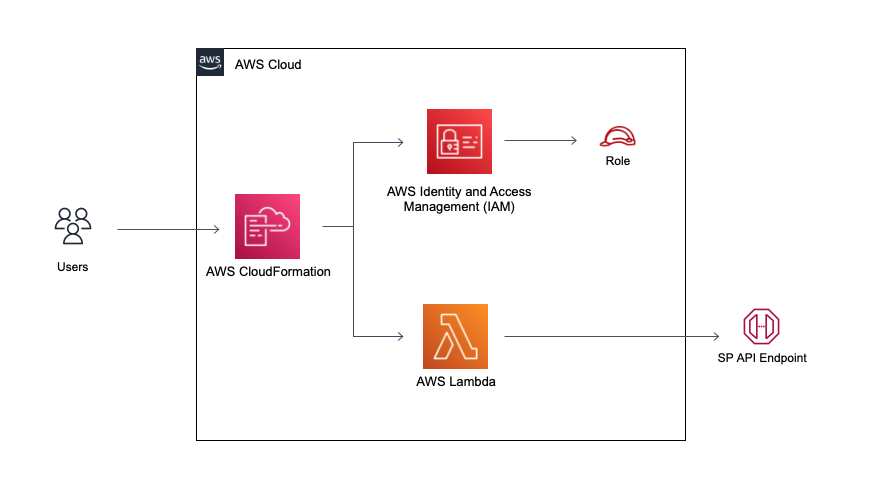 aws
AWS Cloud
Role
AWS Identity and Access
Management (IAM)
Users
AWS CloudFormation
SP API Endpoint
AWS Lambda